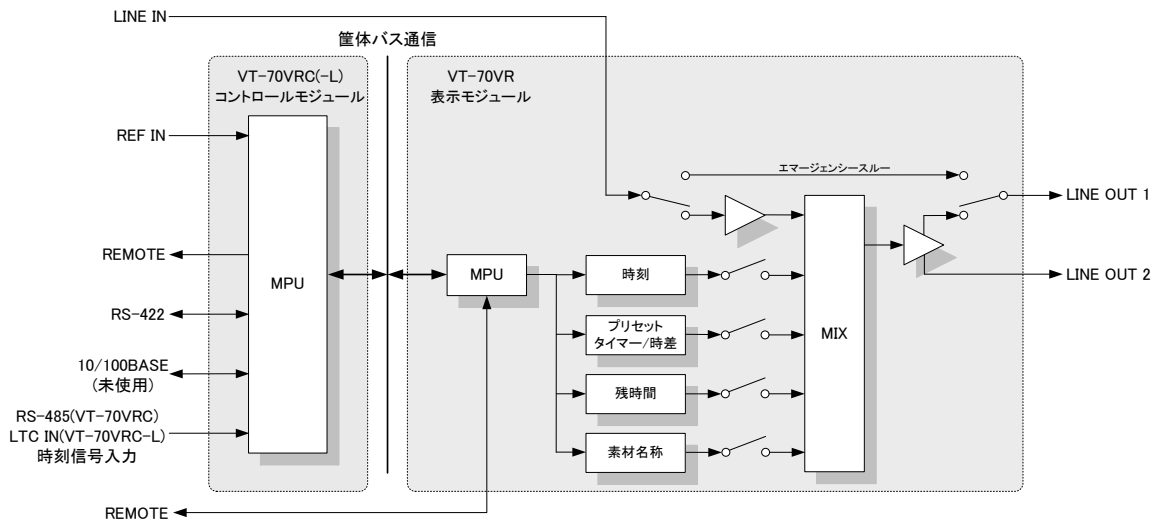 LINE IN
筐体バス通信
VT-70VRC(-L)
コントロールモジュール
VT-70VR
表示モジュール
REF IN
エマージェンシースルー
LINE OUT 1
REMOTE
MPU
MPU
時刻
LINE OUT 2
RS-422
プリセット
タイマー/時差
MIX
10/100BASE
(未使用)
残時間
RS-485(VT-70VRC)
LTC IN(VT-70VRC-L)
時刻信号入力
素材名称
REMOTE